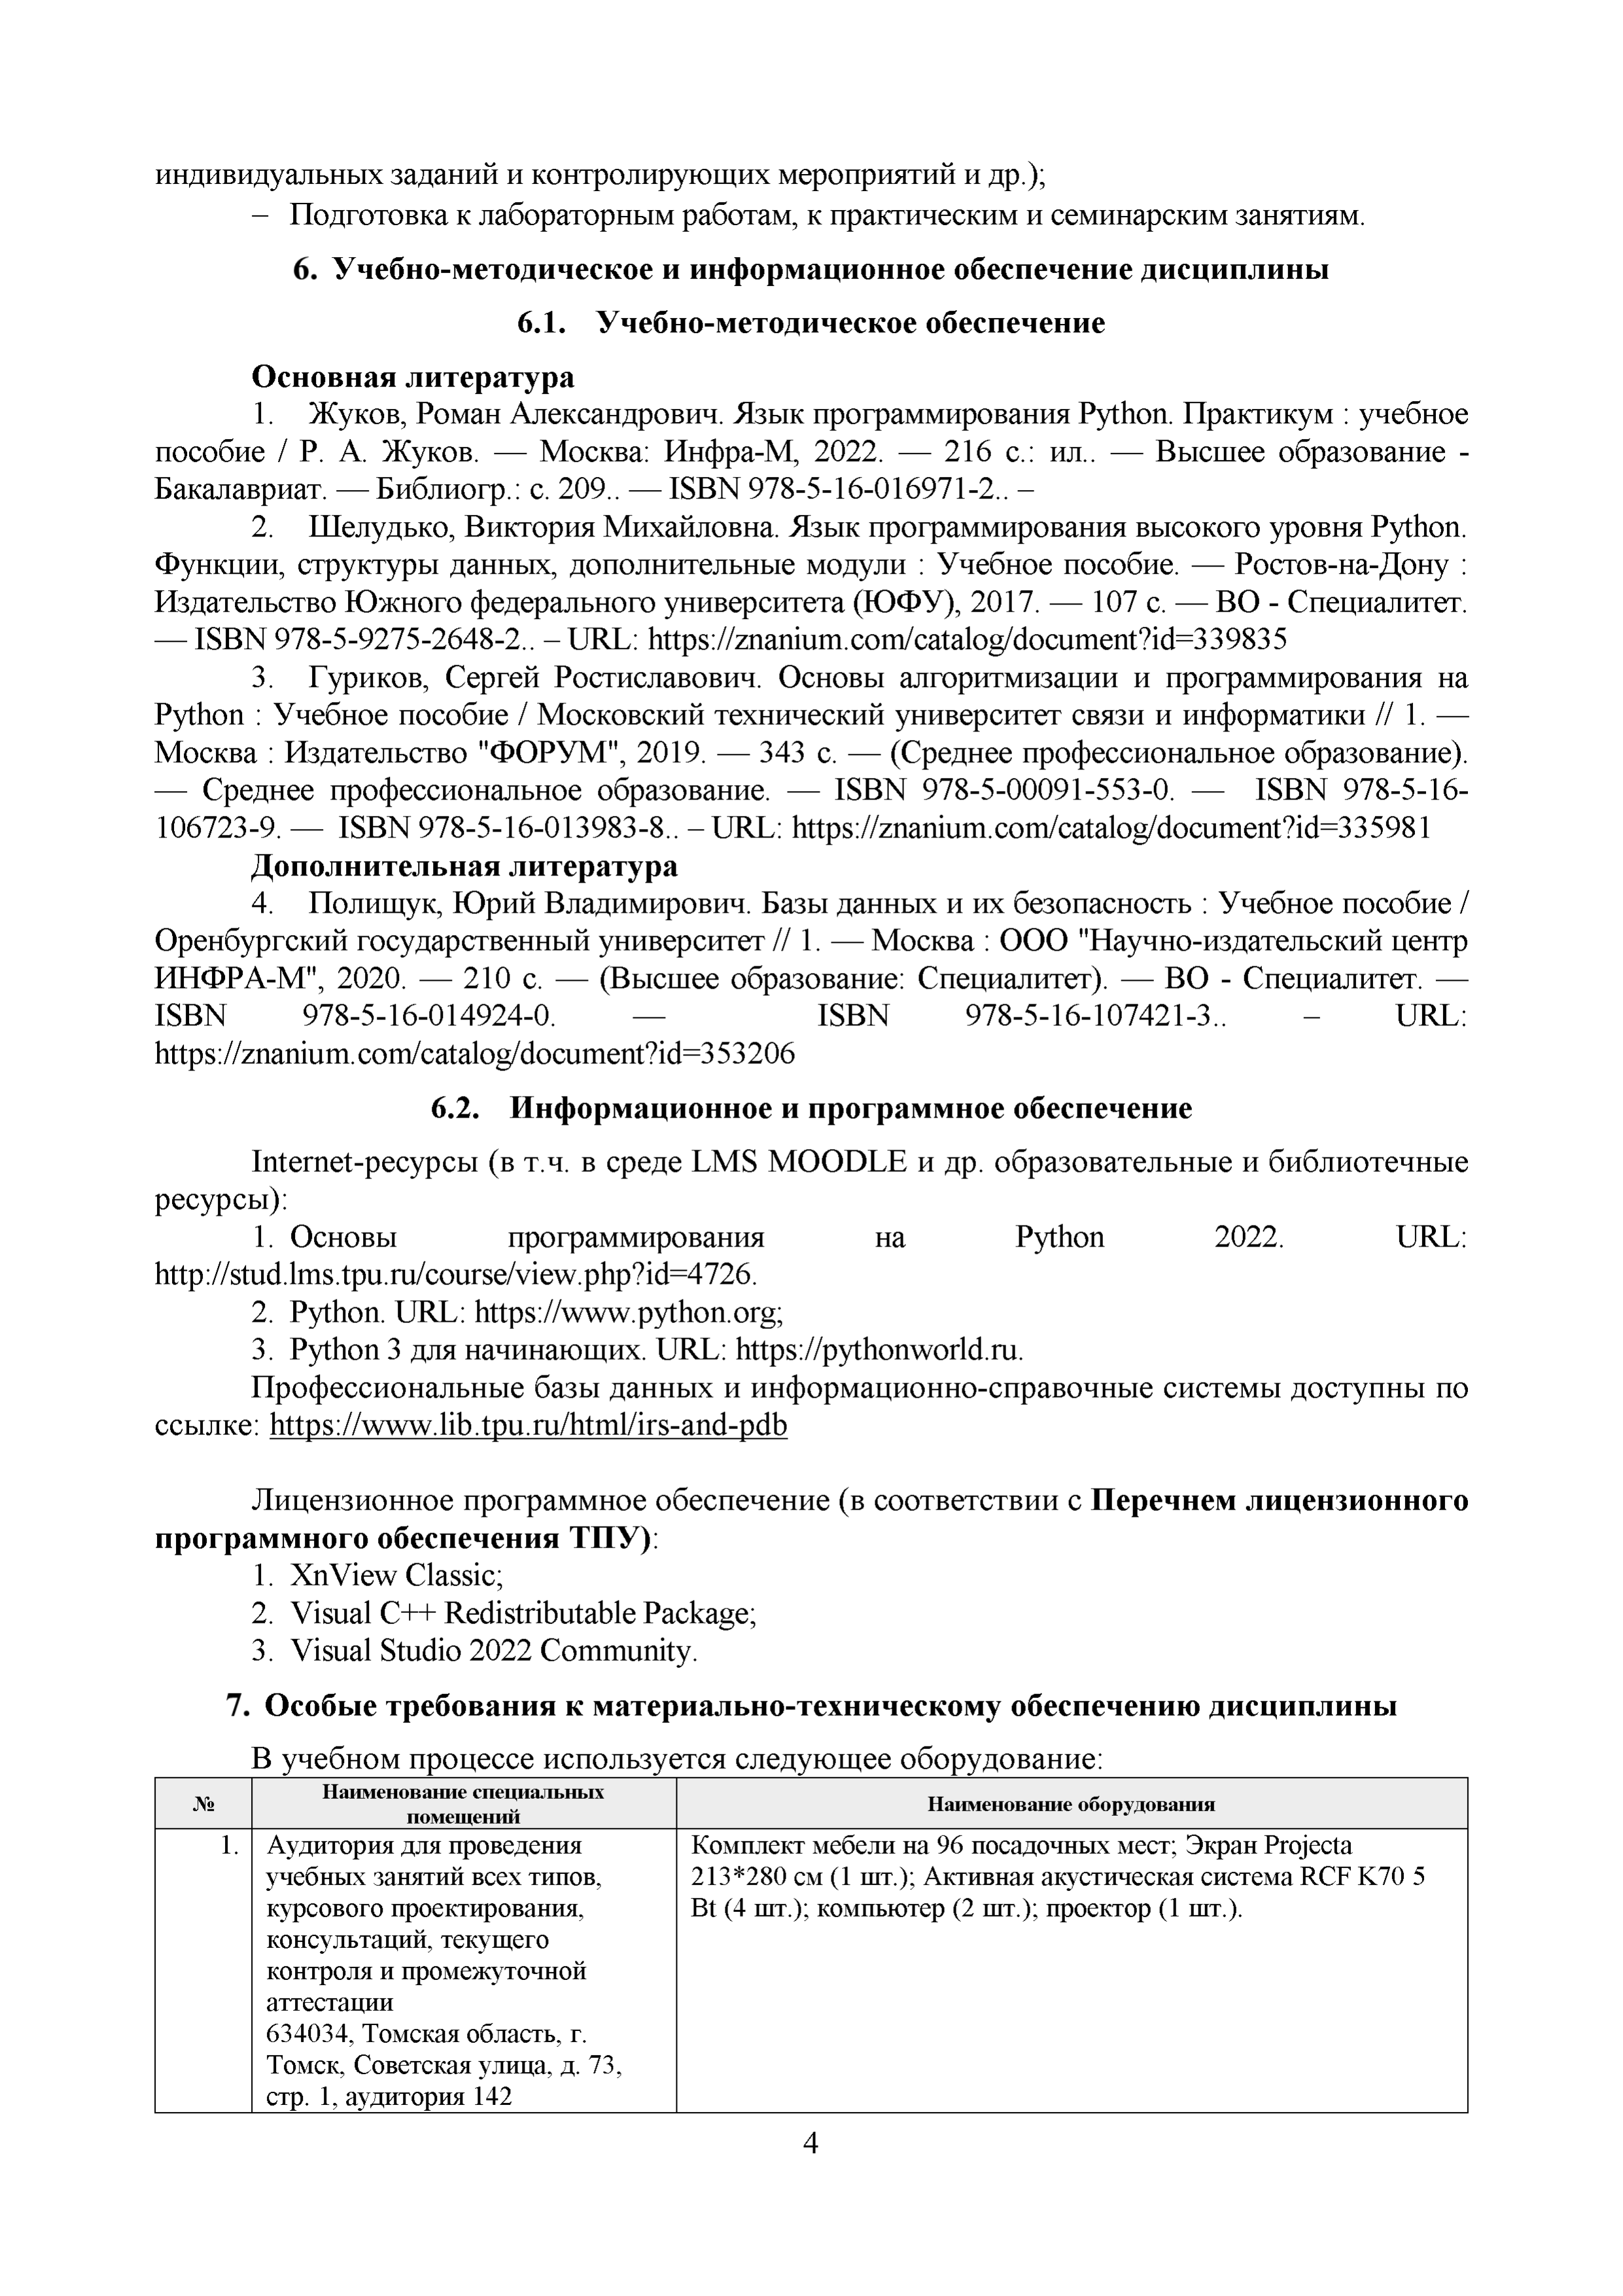 индивидуальных заданий и контролирующих мероприятий и др.);
– Подготовка к лабораторным работам, к практическим и семинарским занятиям.
6. Учебно-методическое и информационное обеспечение дисциплины
6.1. Учебно-методическое обеспечение
Основная литература
1. Жуков, Роман Александрович. Язык программирования Python. Практикум : учебное
пособие / Р. А. Жуков. — Москва: Инфра-М, 2022. — 216 с.: ил.. — Высшее образование -
Бакалавриат. — Библиогр.: с. 209.. — ISBN 978-5-16-016971-2.. –
2. Шелудько, Виктория Михайловна. Язык программирования высокого уровня Python.
Функции, структуры данных, дополнительные модули : Учебное пособие. — Ростов-на-Дону :
Издательство Южного федерального университета (ЮФУ), 2017. — 107 с. — ВО - Специалитет.
— ISBN 978-5-9275-2648-2.. – URL: https://znanium.com/catalog/document?id=339835
3. Гуриков, Сергей Ростиславович. Основы алгоритмизации и программирования на
Python : Учебное пособие / Московский технический университет связи и информатики // 1. —
Москва : Издательство "ФОРУМ", 2019. — 343 с. — (Среднее профессиональное образование).
— Среднее профессиональное образование. — ISBN 978-5-00091-553-0. — ISBN 978-5-16-
106723-9. — ISBN 978-5-16-013983-8.. – URL: https://znanium.com/catalog/document?id=335981
Дополнительная литература
4. Полищук, Юрий Владимирович. Базы данных и их безопасность : Учебное пособие /
Оренбургский государственный университет // 1. — Москва : ООО "Научно-издательский центр
ИНФРА-М", 2020. — 210 с. — (Высшее образование: Специалитет). — ВО - Специалитет. —
ISBN 978-5-16-014924-0. — ISBN 978-5-16-107421-3.. – URL:
https://znanium.com/catalog/document?id=353206
6.2. Информационное и программное обеспечение
Internet-ресурсы (в т.ч. в среде LMS MOODLE и др. образовательные и библиотечные
ресурсы):
1. Основы программирования на Python 2022. URL:
http://stud.lms.tpu.ru/course/view.php?id=4726.
2. Python. URL: https://www.python.org;
3. Python 3 для начинающих. URL: https://pythonworld.ru.
Профессиональные базы данных и информационно-справочные системы доступны по
ссылке: https://www.lib.tpu.ru/html/irs-and-pdb
Лицензионное программное обеспечение (в соответствии с Перечнем лицензионного
программного обеспечения ТПУ):
1. XnView Classic;
2. Visual C++ Redistributable Package;
3. Visual Studio 2022 Community.
7. Особые требования к материально-техническому обеспечению дисциплины
В учебном процессе используется следующее оборудование:
№
Наименование специальных
помещений
Наименование оборудования
1.
Аудитория для проведения
учебных занятий всех типов,
курсового проектирования,
консультаций, текущего
контроля и промежуточной
аттестации
634034, Томская область, г.
Томск, Советская улица, д. 73,
стр. 1, аудитория 142
Комплект мебели на 96 посадочных мест; Экран Projecta
213*280 см (1 шт.); Активная акустическая система RCF K70 5
Bt (4 шт.); компьютер (2 шт.); проектор (1 шт.).
4